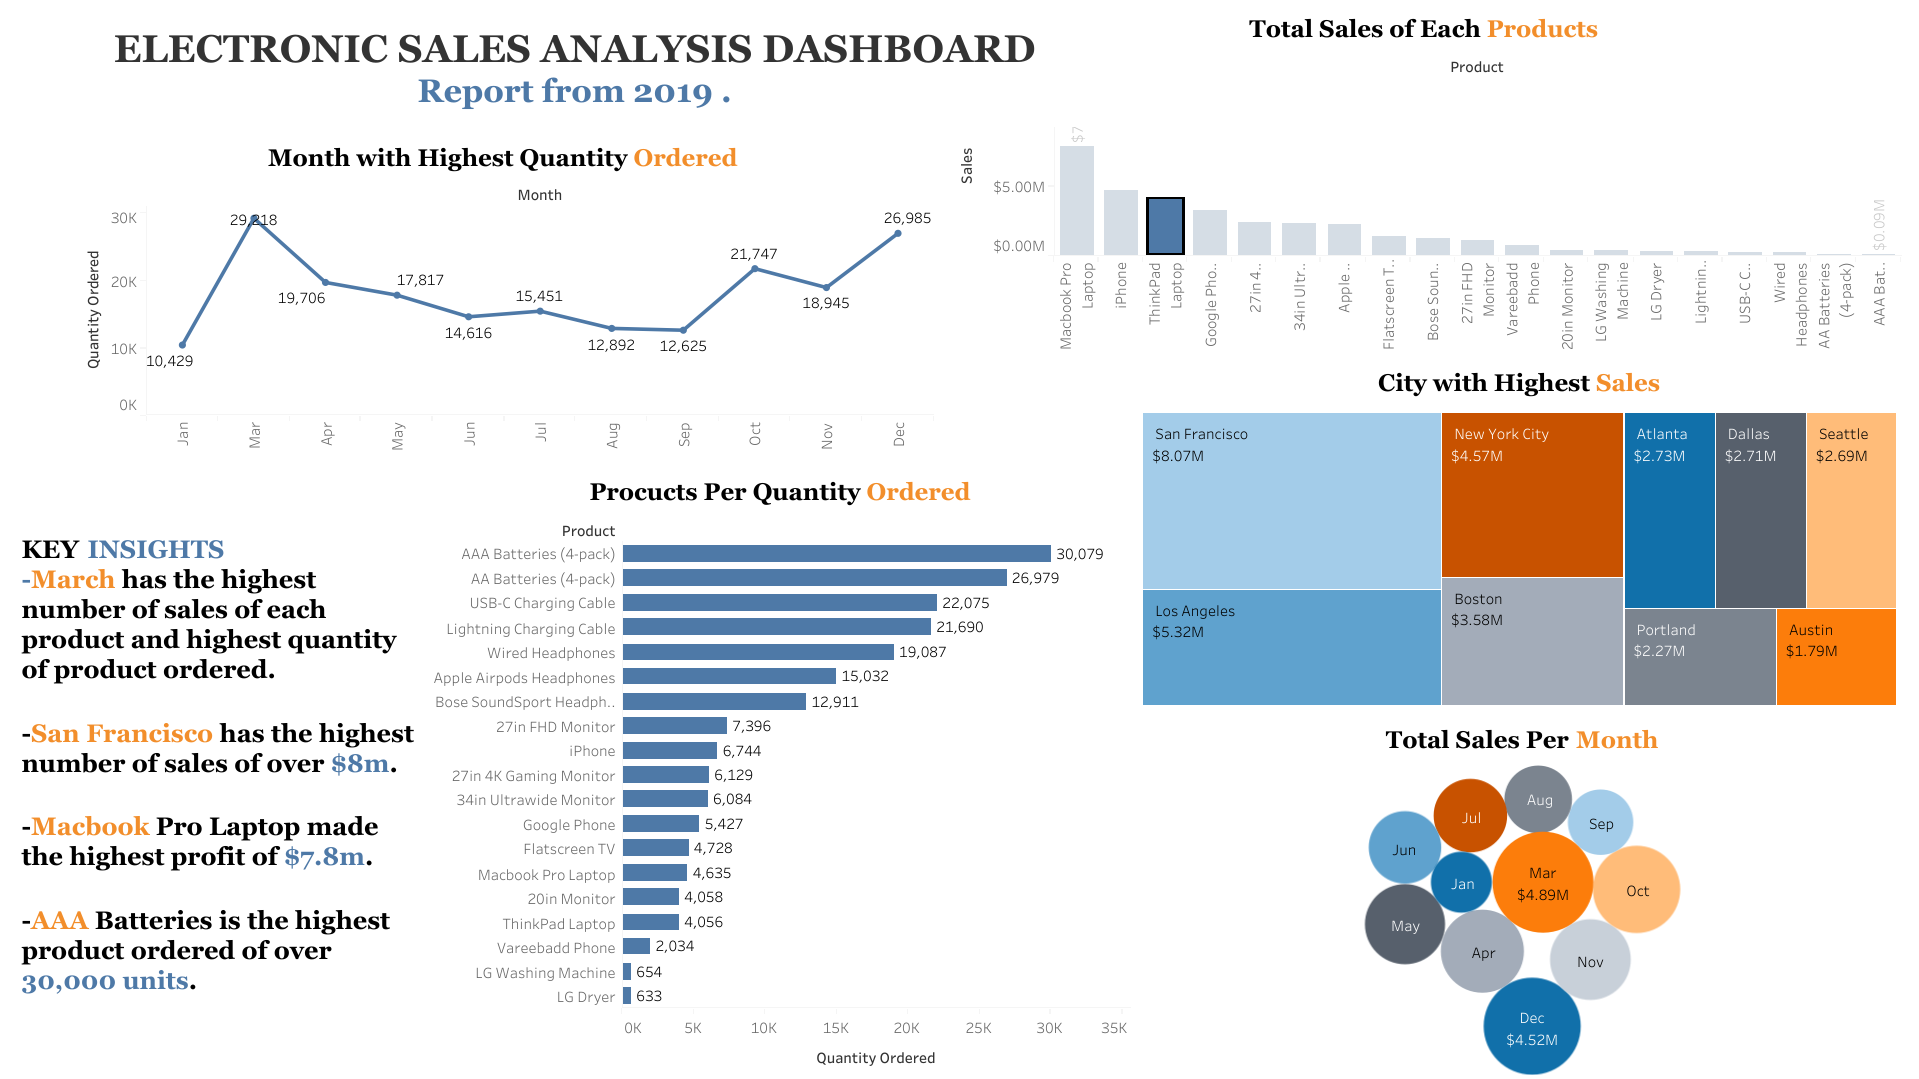 ELECTRONIC SALES ANALYSIS DASHBOARD
Report from 2019 .
Month with Highest Quantity Ordered
Month
Quantity Ordered
30K
20K
10K
0K
10,429
29,218
19,706
17,817
14,616
15,451
12,892
12,625
21,747
18,945
26,985
Jan
Mar
Apr
May
Jun
Jul
Aug
Sep
Oct
Nov
Dec
Total Sales of Each Products
Product
Sales
$5.00M
$0.00M
$7
$0.09M
Macbook Pro
Laptop
iPhone
ThinkPad
Laptop
Google Pho..
27in 4..
34in Ultr..
Apple ..
Flatscreen T..
Bose Soun..
27in FHD
Monitor
Vareebadd
Phone
20in Monitor
LG Washing
Machine
LG Dryer
Lightnin..
USB-C C..
Wired
Headphones
AA Batteries
(4-pack)
AAA Bat..
City with Highest Sales
San Francisco
$8.07M
Los Angeles
$5.32M
New York City
$4.57M
Boston
$3.58M
Atlanta
$2.73M
Dallas
$2.71M
Seattle
$2.69M
Portland
$2.27M
Austin
$1.79M
KEY INSIGHTS
-March has the highest
number of sales of each
product and highest quantity
of product ordered.
-San Francisco has the highest
number of sales of over $8m.
-Macbook Pro Laptop made
the highest profit of $7.8m.
-AAA Batteries is the highest
product ordered of over
30,000 units.
Procucts Per Quantity Ordered
Product
AAA Batteries (4-pack) 30,079
AA Batteries (4-pack) 26,979
USB-C Charging Cable 22,075
Lightning Charging Cable 21,690
Wired Headphones 19,087
Apple Airpods Headphones 15,032
Bose SoundSport Headph.. 12,911
27in FHD Monitor 7,396
iPhone 6,744
27in 4K Gaming Monitor 6,129
34in Ultrawide Monitor 6,084
Google Phone 5,427
Flatscreen TV 4,728
Macbook Pro Laptop 4,635
20in Monitor 4,058
ThinkPad Laptop 4,056
Vareebadd Phone 2,034
LG Washing Machine 654
LG Dryer 633
0K 5K 10K 15K 20K 25K 30K 35K
Quantity Ordered
Total Sales Per Month
Aug
Jul
Sep
Jun
Jan
Mar
$4.89M
Oct
May
Apr
Nov
Dec
$4.52M